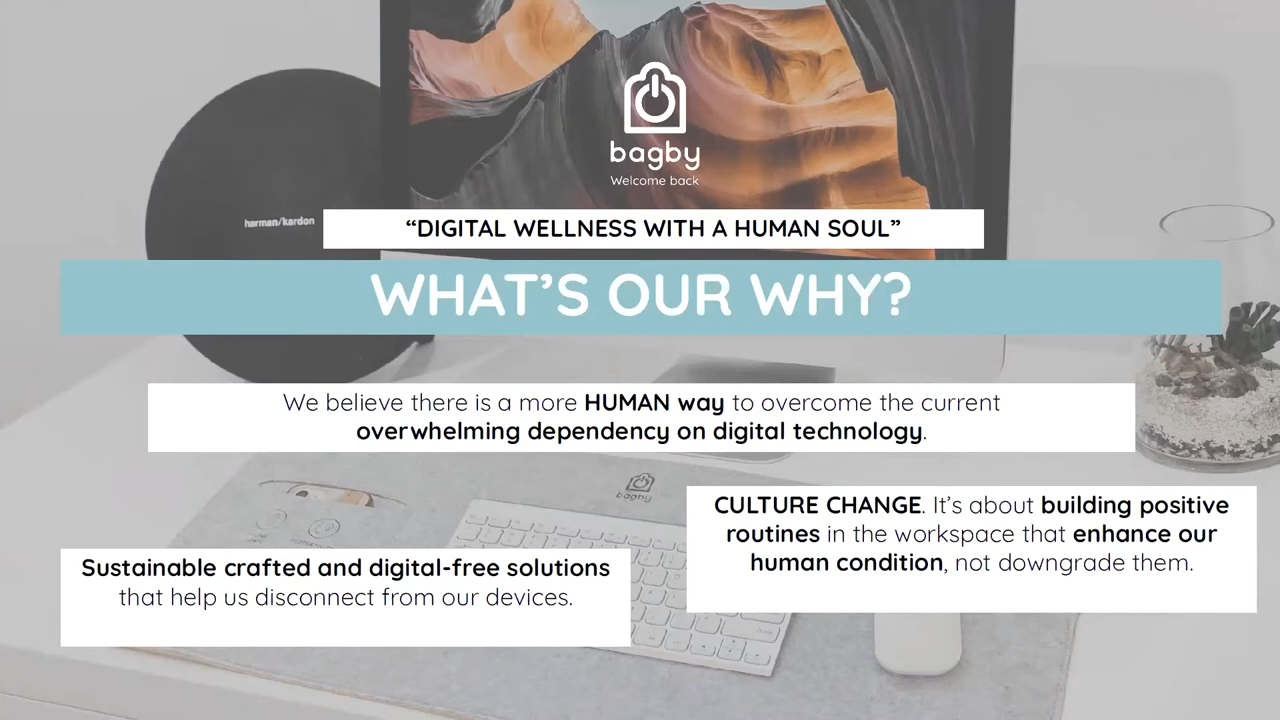 bagby
Welcome back
harman/kardon
“DIGITAL WELLNESS WITH A HUMAN SOUL”
WHAT’S OUR WHY?
We believe there is a more HUMAN way to overcome the current
overwhelming dependency on digital technology.
bagby
CULTURE CHANGE. It’s about building positive
routines in the workspace that enhance our
human condition, not downgrade them.
Sustainable crafted and digital-free solutions
that help us disconnect from our devices.